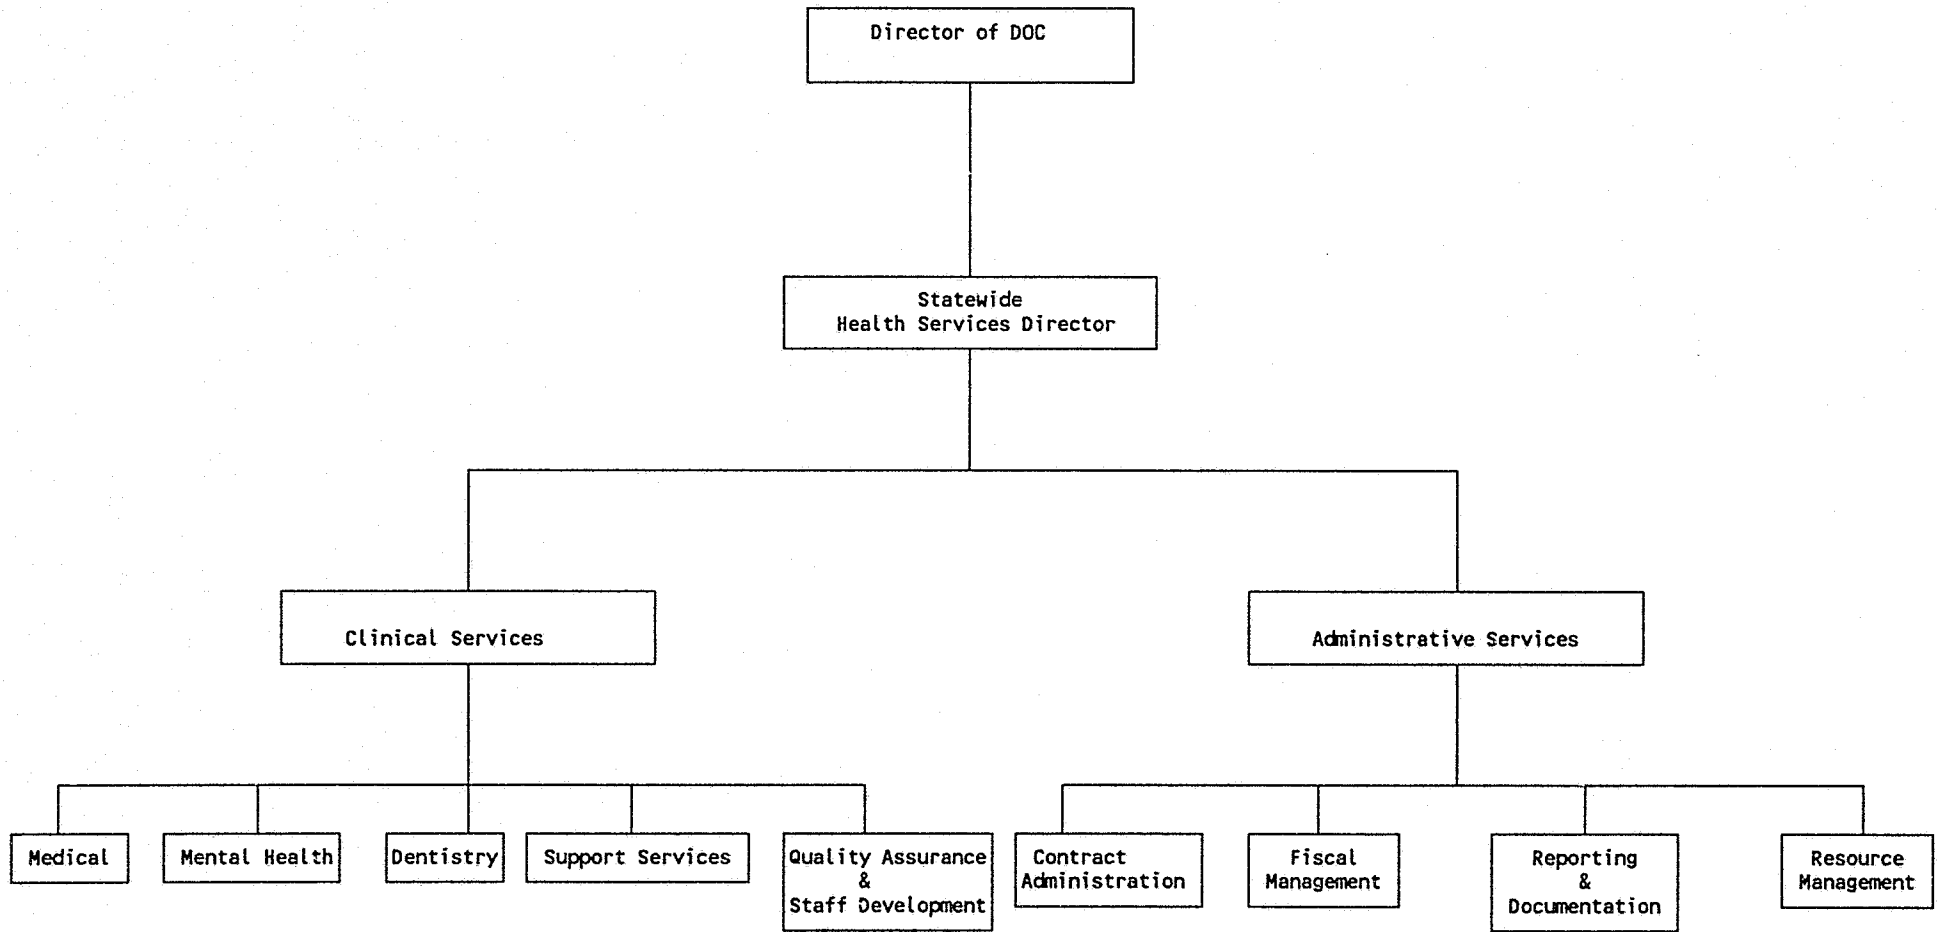 Director of DOC
Statewide
Health Services Director
Clinical Services
Administrative Services
Medical
Mental Health
Dentistry
Support Services
Quality Assurance
&
Staff Development
Contract
Administration
Fiscal
Management
Reporting
&
Documentation
Resource
Management